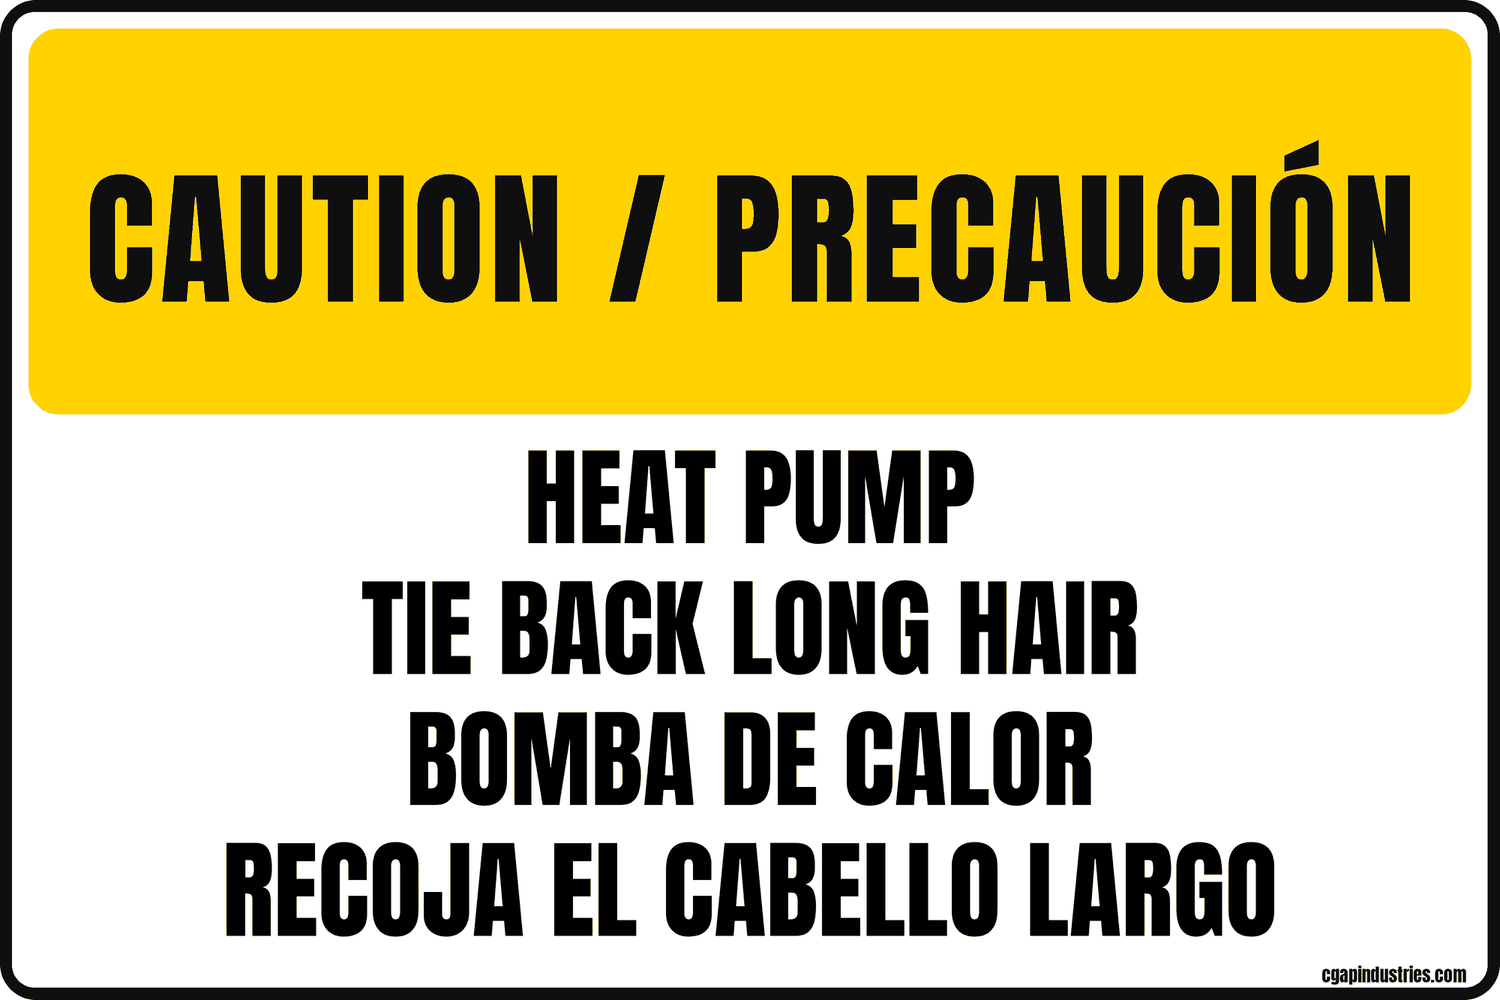 CAUTION / PRECAUCIÓN
HEAT PUMP
TIE BACK LONG HAIR
BOMBA DE CALOR
RECOJA EL CABELLO LARGO
cgapindustries.com